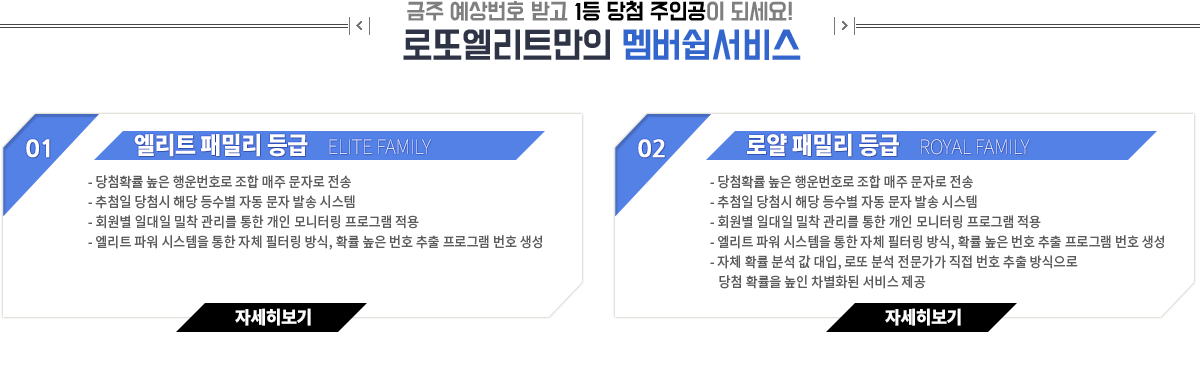 금주 예상번호 받고 1등 당첨 주인공이 되세요!
로또엘리트만의 멤버쉽서비스
01
엘리트 패밀리 등급 ELITE FAMILY
- 당첨확률 높은 행운번호로 조합 매주 문자로 전송
- 추첨일 당첨시 해당 등수별 자동 문자 발송 시스템
- 회원별 일대일 밀착 관리를 통한 개인 모니터링 프로그램 적용
- 엘리트 파워 시스템을 통한 자체 필터링 방식, 확률 높은 번호 추출 프로그램 번호 생성
자세히보기
02
로얄 패밀리 등급 ROYAL FAMILY
- 당첨확률 높은 행운번호로 조합 매주 문자로 전송
- 추첨일 당첨시 해당 등수별 자동 문자 발송 시스템
- 회원별 일대일 밀착 관리를 통한 개인 모니터링 프로그램 적용
- 엘리트 파워 시스템을 통한 자체 필터링 방식, 확률 높은 번호 추출 프로그램 번호 생성
- 자체 확률 분석 값 대입, 로또 분석 전문가가 직접 번호 추출 방식으로
당첨 확률을 높인 차별화된 서비스 제공
자세히보기